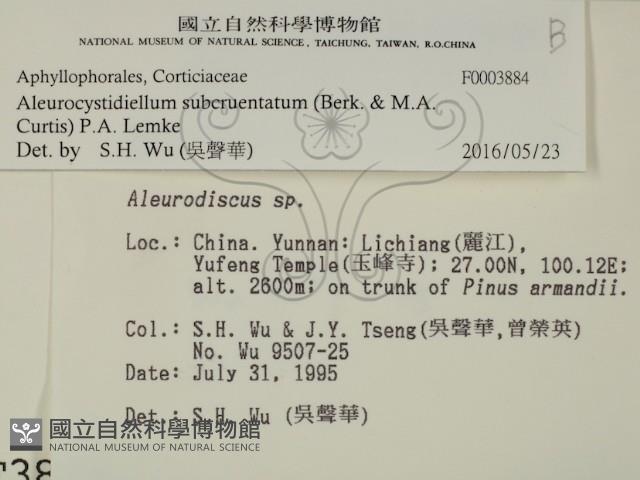 國立自然科學博物館
NATIONAL MUSEUM OF NATURAL SCIENCE, TAICHUNG, TAIWAN, R.O.CHINA
B
Aphyllophorales, Corticiaceae F0003884
Aleurocystidiellum subcruentatum (Berk. & M.A.
Curtis) P.A. Lemke
Det. by S.H. Wu (吳聲華) 2016/05/23
Aleurodiscus sp.
Loc.: China. Yunnan: Lichiang(麗江),
Yufeng Temple(玉峰寺); 27.00N, 100.12E;
alt. 2600m; on trunk of Pinus armandii.
Col.: S.H. Wu & J.Y. Tseng(吳聲華,曾榮英)
No. Wu 9507-25
Date: July 31, 1995
Det.: S.H. Wu (吳聲華)
國立自然科學博物館
NATIONAL MUSEUM OF NATURAL SCIENCE